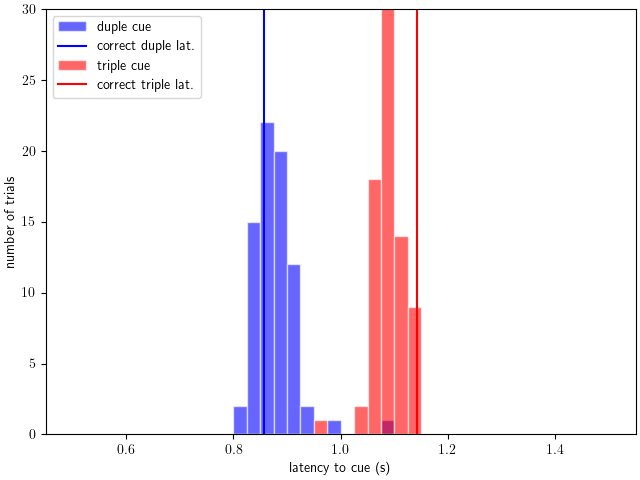 30
25
20
15
10
5
0
number of trials
duple cue
correct duple lat.
triple cue
correct triple lat.
0.6 0.8 1.0 1.2 1.4
latency to cue (s)